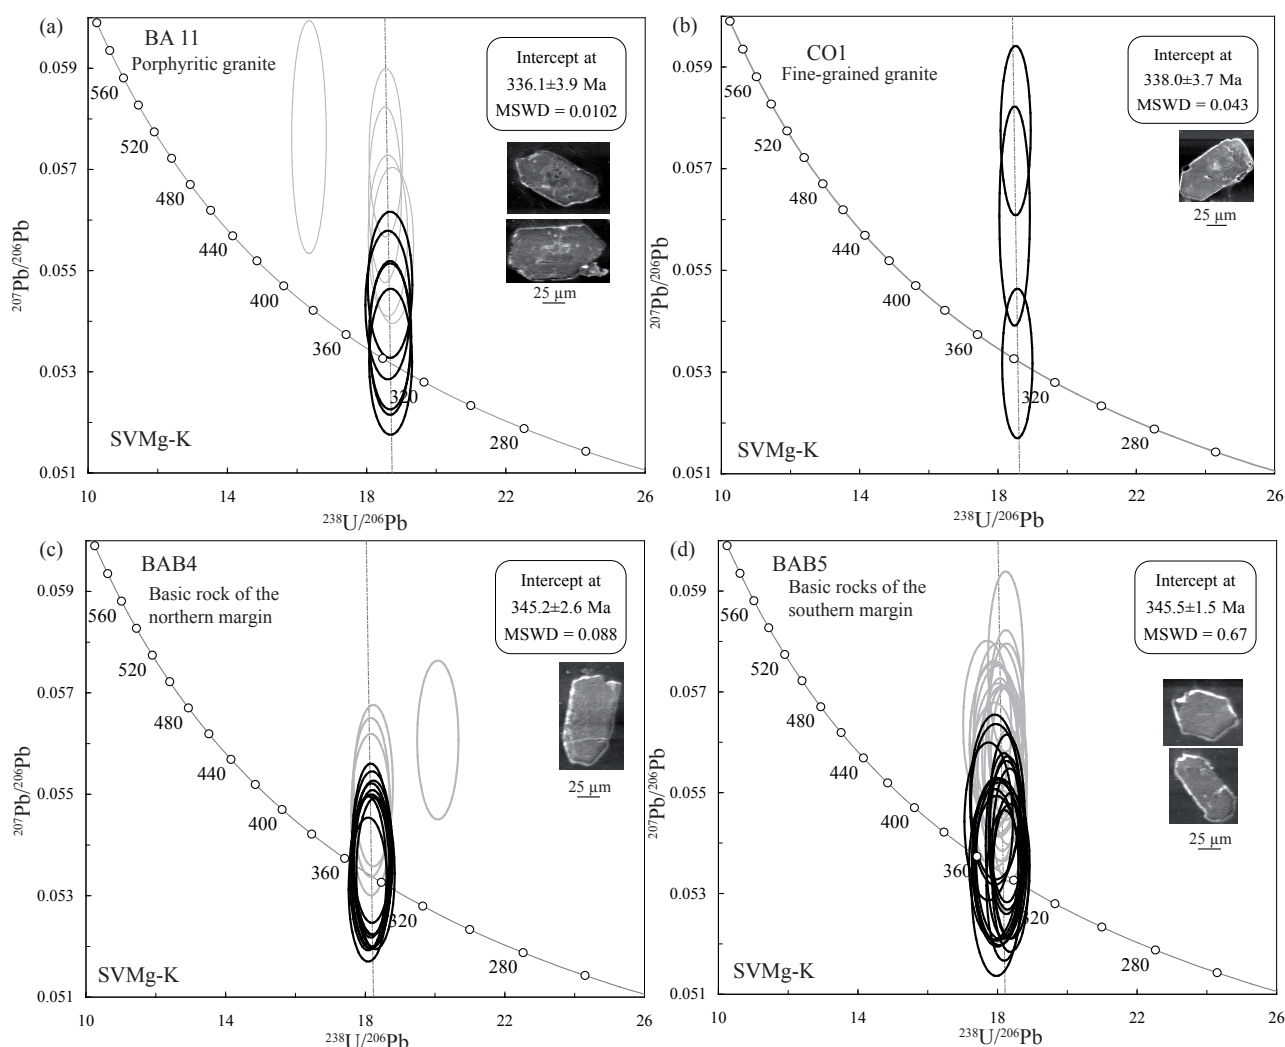 (a)
BA 11
Porphyritic granite
Intercept at
336.1±3.9 Ma
MSWD = 0.0102
25 µm
SVMg-K
0.059
0.057
0.055
0.053
0.051
207Pb/206Pb
560
520
480
440
400
360
320
280
10
14
18
22
26
238U/206Pb
(b)
CO1
Fine-grained granite
Intercept at
338.0±3.7 Ma
MSWD = 0.043
25 µm
SVMg-K
0.059
0.057
0.055
0.053
0.051
207Pb/206Pb
560
520
480
440
400
360
320
280
10
14
18
22
26
238U/206Pb
(c)
BAB4
Basic rock of the
northern margin
Intercept at
345.2±2.6 Ma
MSWD = 0.088
25 µm
SVMg-K
0.059
0.057
0.055
0.053
0.051
207Pb/206Pb
560
520
480
440
400
360
320
280
10
14
18
22
26
238U/206Pb
(d)
BAB5
Basic rocks of the
southern margin
Intercept at
345.5±1.5 Ma
MSWD = 0.67
25 µm
SVMg-K
0.059
0.057
0.055
0.053
0.051
207Pb/206Pb
560
520
480
440
400
360
320
280
10
14
18
22
26
238U/206Pb